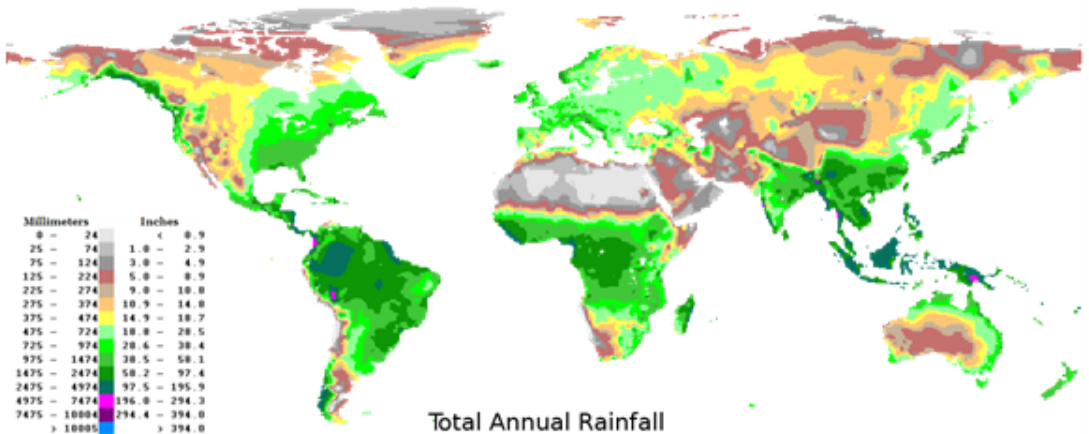 Millimeters Inches
0 - 24 < 0.9
25 - 74 1.0 - 2.9
75 - 124 3.0 - 4.9
125 - 224 5.0 - 8.9
225 - 274 9.0 - 10.8
275 - 374 10.9 - 14.8
375 - 474 14.9 - 18.7
475 - 724 18.8 - 28.5
725 - 974 28.6 - 38.4
975 - 1474 38.5 - 58.1
1475 - 2474 58.2 - 97.4
2475 - 4974 97.5 - 195.9
4975 - 7474 196.0 - 294.3
7475 - 10004 294.4 - 394.0
> 10005 > 394.0
Total Annual Rainfall